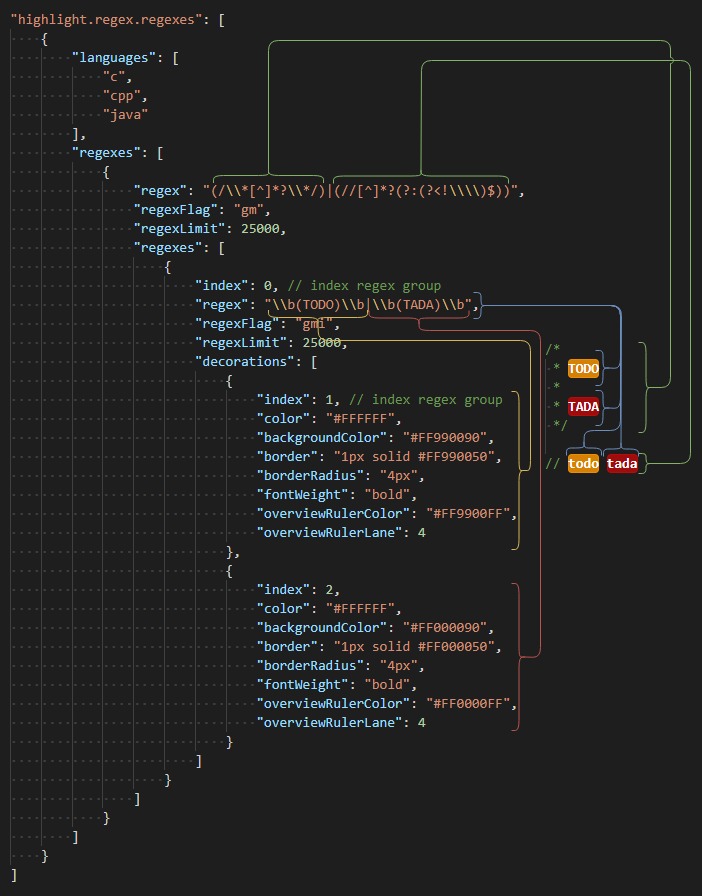 "highlight.regex.regexes": [
    {
        "languages": [
            "c",
            "cpp",
            "java"
        ],
        "regexes": [
            {
                "regex": "(/\\*[^]*?\\*/)|(//[^]*?(?:(?<!\\\\)$))",
                "regexFlag": "gm",
                "regexLimit": 25000,
                "regexes": [
                    {
                        "index": 0, // index regex group
                        "regex": "\\b(TODO)\\b|\\b(TADA)\\b",
                        "regexFlag": "gmi",
                        "regexLimit": 25000,
                        "decorations": [
                            {
                                "index": 1, // index regex group
                                "color": "#FFFFFF",
                                "backgroundColor": "#FF990090",
                                "border": "1px solid #FF990050",
                                "borderRadius": "4px",
                                "fontWeight": "bold",
                                "overviewRulerColor": "#FF9900FF",
                                "overviewRulerLane": 4
                            },
                            {
                                "index": 2,
                                "color": "#FFFFFF",
                                "backgroundColor": "#FF000090",
                                "border": "1px solid #FF000050",
                                "borderRadius": "4px",
                                "fontWeight": "bold",
                                "overviewRulerColor": "#FF0000FF",
                                "overviewRulerLane": 4
                            }
                        ]
                    }
                ]
            }
        ]
    }
]
/*
 * TODO
 *
 * TADA
 */
// todo tada